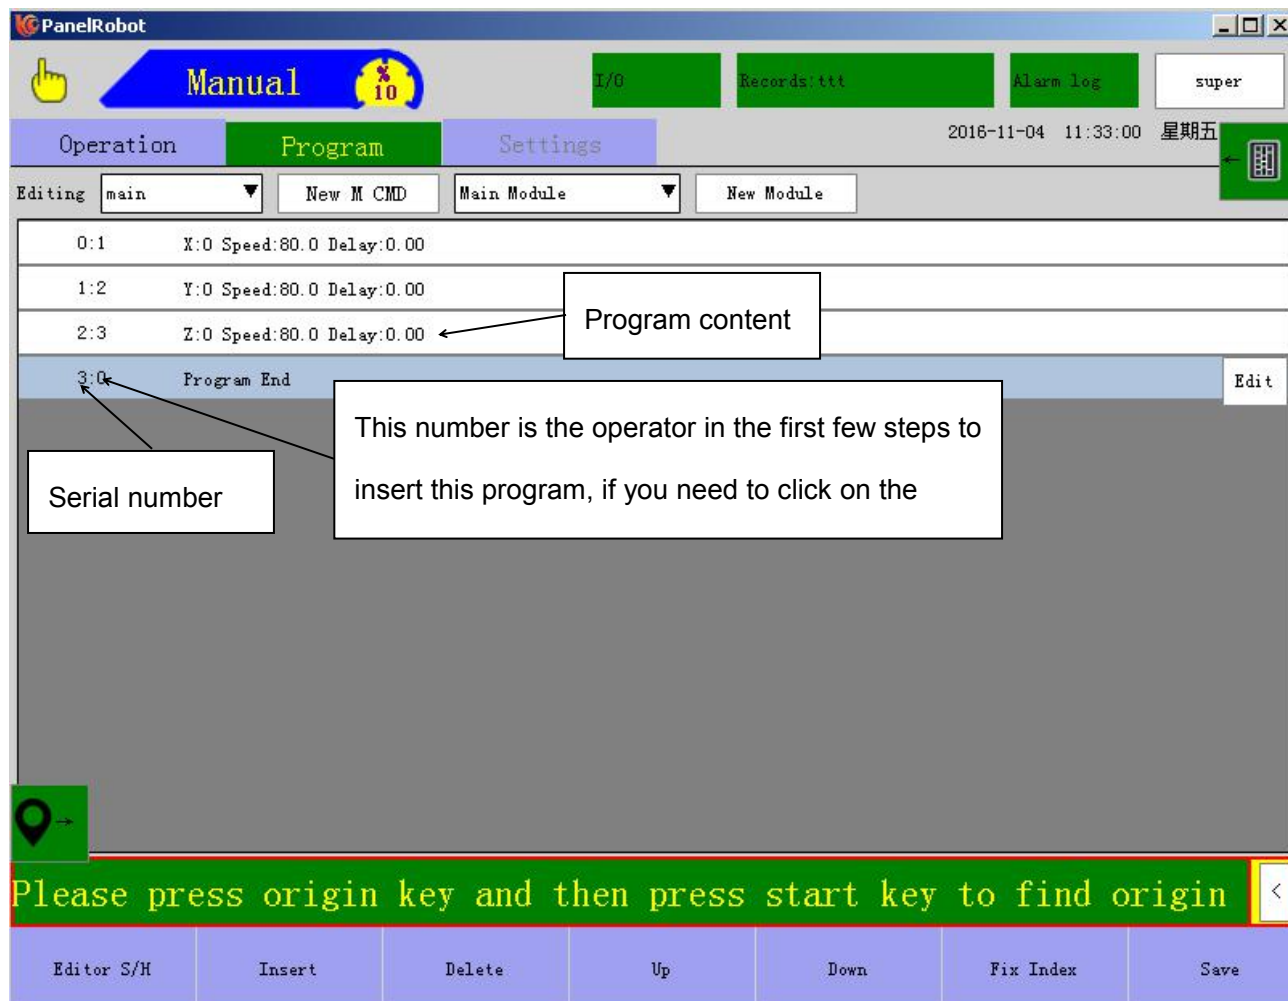 PanelRobot
Manual % 10 I/0 Records:ttt Alarm log super
Operation Program Settings 2016-11-04 11:33:00 星期五
Editing main New M CMD Main Module New Module
0:1 X:0 Speed:80.0 Delay:0.00
1:2 Y:0 Speed:80.0 Delay:0.00
2:3 Z:0 Speed:80.0 Delay:0.00
Program content
3:0 Program End Edit
This number is the operator in the first few steps to
insert this program, if you need to click on the
Serial number
Please press origin key and then press start key to find origin <
Editor S/H Insert Delete Up Down Fix Index Save